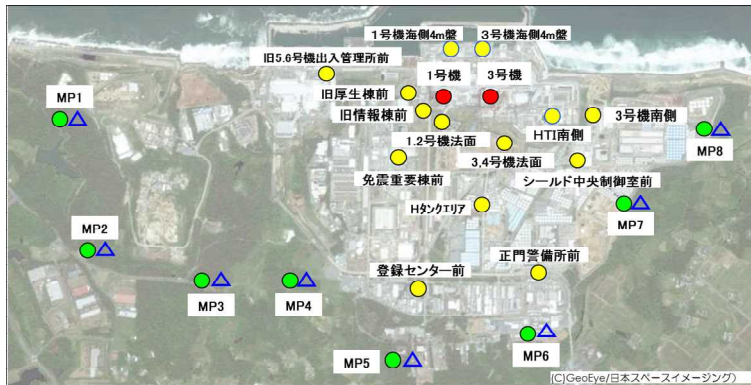 1号機海側4m盤
3号機海側4m盤
旧5.6号機出入管理所前
1号機
3号機
MP1
旧厚生棟前
旧情報棟前
3号機南側
HTI南側
1.2号機法面
MP8
3,4号機法面
免震重要棟前
シールド中央制御室前
Hタンクエリア
MP7
MP2
正門警備所前
登録センター前
MP3
MP4
MP6
MP5
(C)GeoEye/日本スペースイメージング)